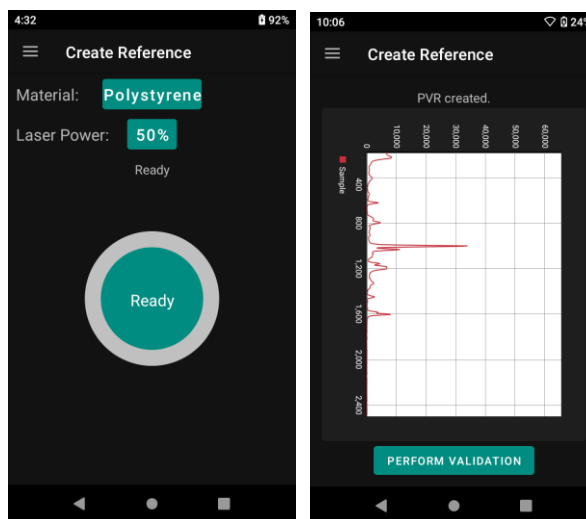 4:32
92%
Create Reference
Material: Polystyrene
Laser Power: 50%
Ready
Ready
10:06
24%
Create Reference
PVR created.
0
10,000
20,000
30,000
40,000
50,000
60,000
400
800
1,200
1,600
2,000
2,400
Sample
PERFORM VALIDATION